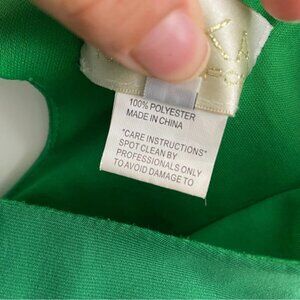 100% POLYESTER
MADE IN CHINA
"CARE INSTRUCTIONS"
SPOT CLEAN BY
PROFESSIONALS ONLY
TO AVOID DAMAGE TO